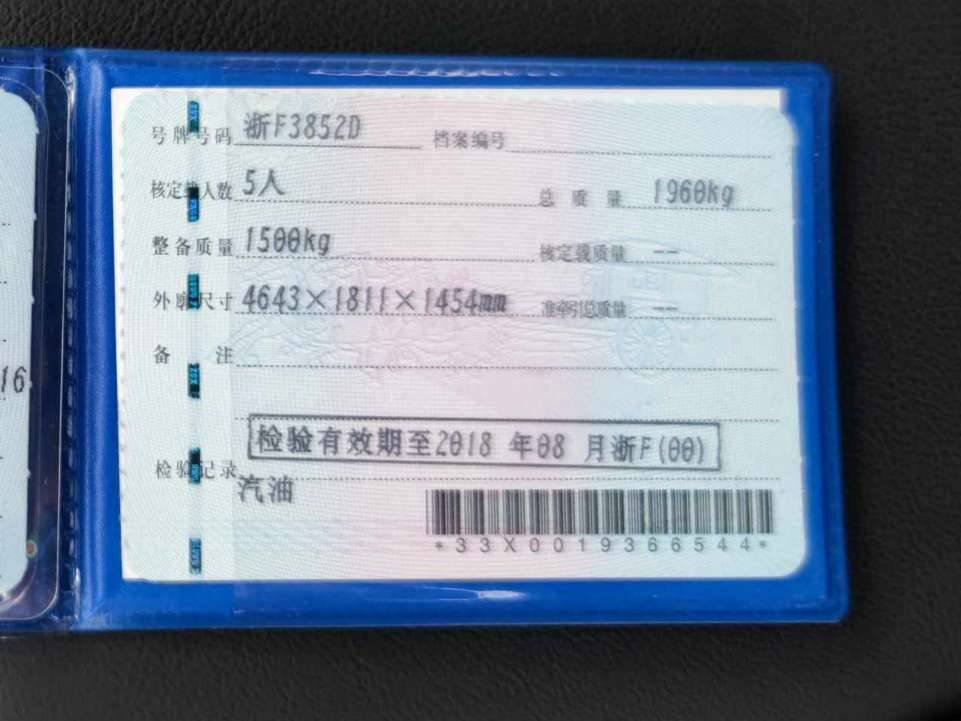 号牌号码 浙F3852D 档案编号
核定载人数 5人 总质量 1960kg
整备质量 1500kg 核定载质量 --
外廓尺寸 4643×1811×1454mm 准牵引总质量 --
备注
检验有效期至2018年08月浙F(00)
检验记录
汽油
*33X0019366544*
16